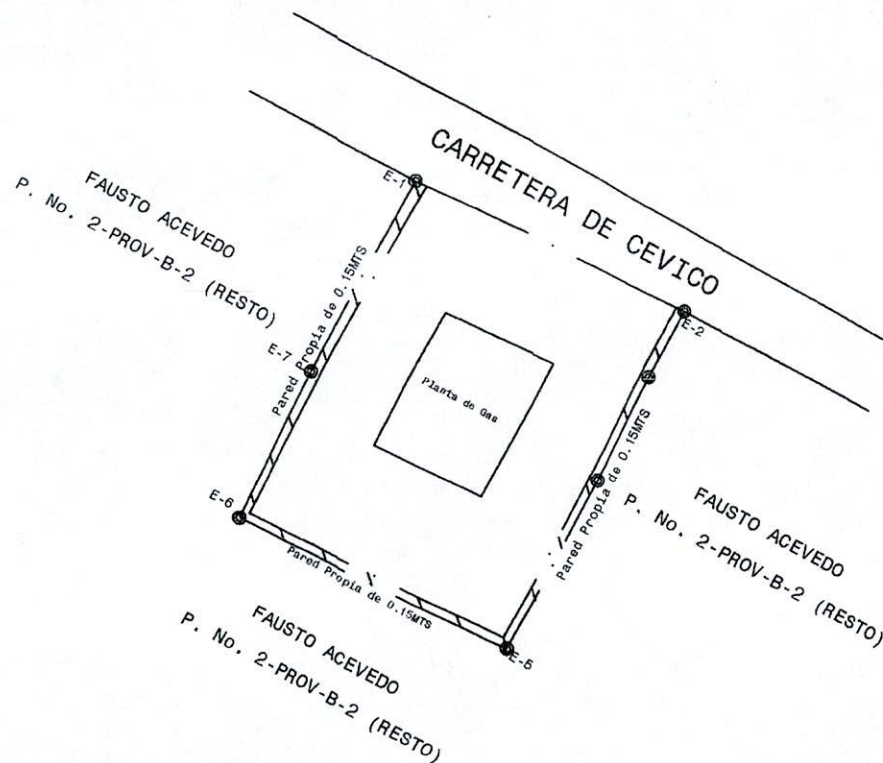 CARRETERA DE CEVICO
E-1
FAUSTO ACEVEDO
P. No. 2-PROV-B-2 (RESTO)
Pared Propia de 0.15MTS
E-2
E-7
Planta de Gas
Pared Propia de 0.15MTS
FAUSTO ACEVEDO
P. No. 2-PROV-B-2 (RESTO)
E-6
Pared Propia de 0.15MTS
E-5
FAUSTO ACEVEDO
P. No. 2-PROV-B-2 (RESTO)